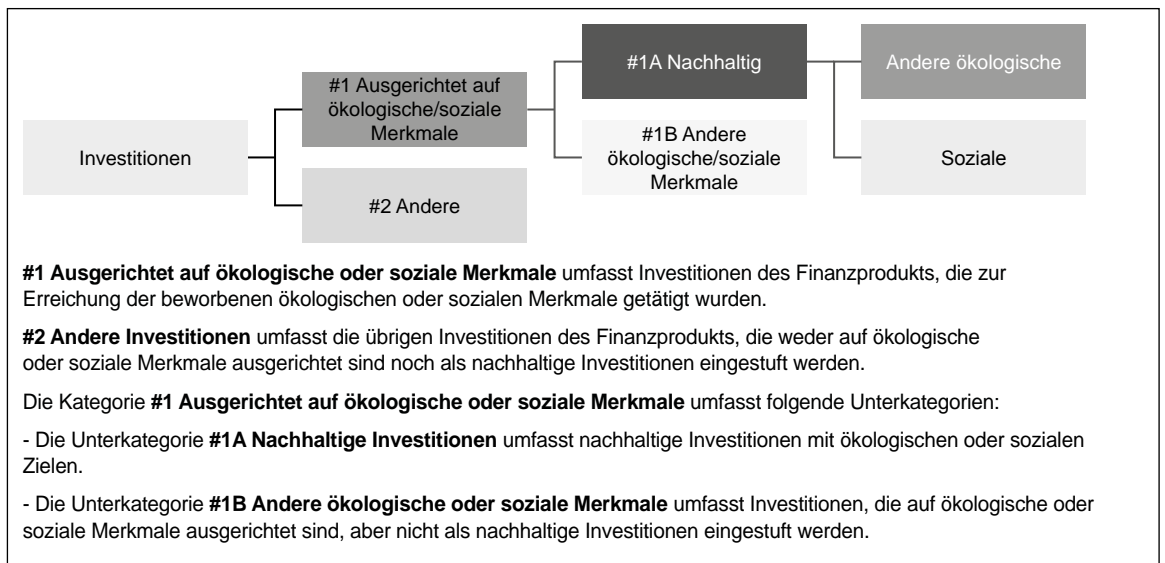 Investitionen
#1 Ausgerichtet auf
ökologische/soziale
Merkmale
#2 Andere
#1A Nachhaltig
#1B Andere
ökologische/soziale
Merkmale
Andere ökologische
Soziale
#1 Ausgerichtet auf ökologische oder soziale Merkmale umfasst Investitionen des Finanzprodukts, die zur
Erreichung der beworbenen ökologischen oder sozialen Merkmale getätigt wurden.
#2 Andere Investitionen umfasst die übrigen Investitionen des Finanzprodukts, die weder auf ökologische
oder soziale Merkmale ausgerichtet sind noch als nachhaltige Investitionen eingestuft werden.
Die Kategorie #1 Ausgerichtet auf ökologische oder soziale Merkmale umfasst folgende Unterkategorien:
- Die Unterkategorie #1A Nachhaltige Investitionen umfasst nachhaltige Investitionen mit ökologischen oder sozialen
Zielen.
- Die Unterkategorie #1B Andere ökologische oder soziale Merkmale umfasst Investitionen, die auf ökologische oder
soziale Merkmale ausgerichtet sind, aber nicht als nachhaltige Investitionen eingestuft werden.